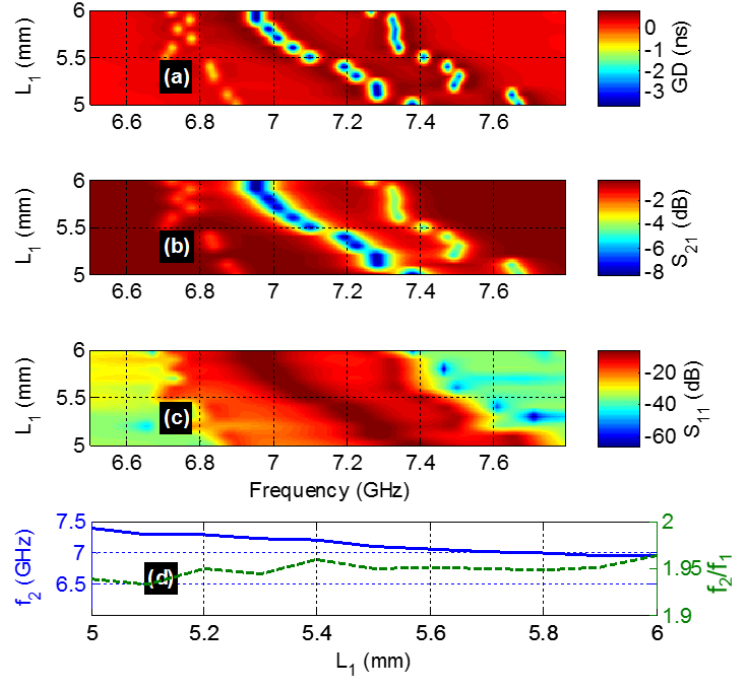 6
5.5
5
L1 (mm)
(a)
6.6 6.8 7 7.2 7.4 7.6
0
-1
-2
-3
GD (ns)
6
5.5
5
L1 (mm)
(b)
6.6 6.8 7 7.2 7.4 7.6
-2
-4
-6
-8
S21 (dB)
6
5.5
5
L1 (mm)
(c)
6.6 6.8 7 7.2 7.4 7.6
Frequency (GHz)
-20
-40
-60
S11 (dB)
7.5
7
6.5
f2 (GHz)
(d)
2
1.95
1.9
f2/f1
5 5.2 5.4 5.6 5.8 6
L1 (mm)